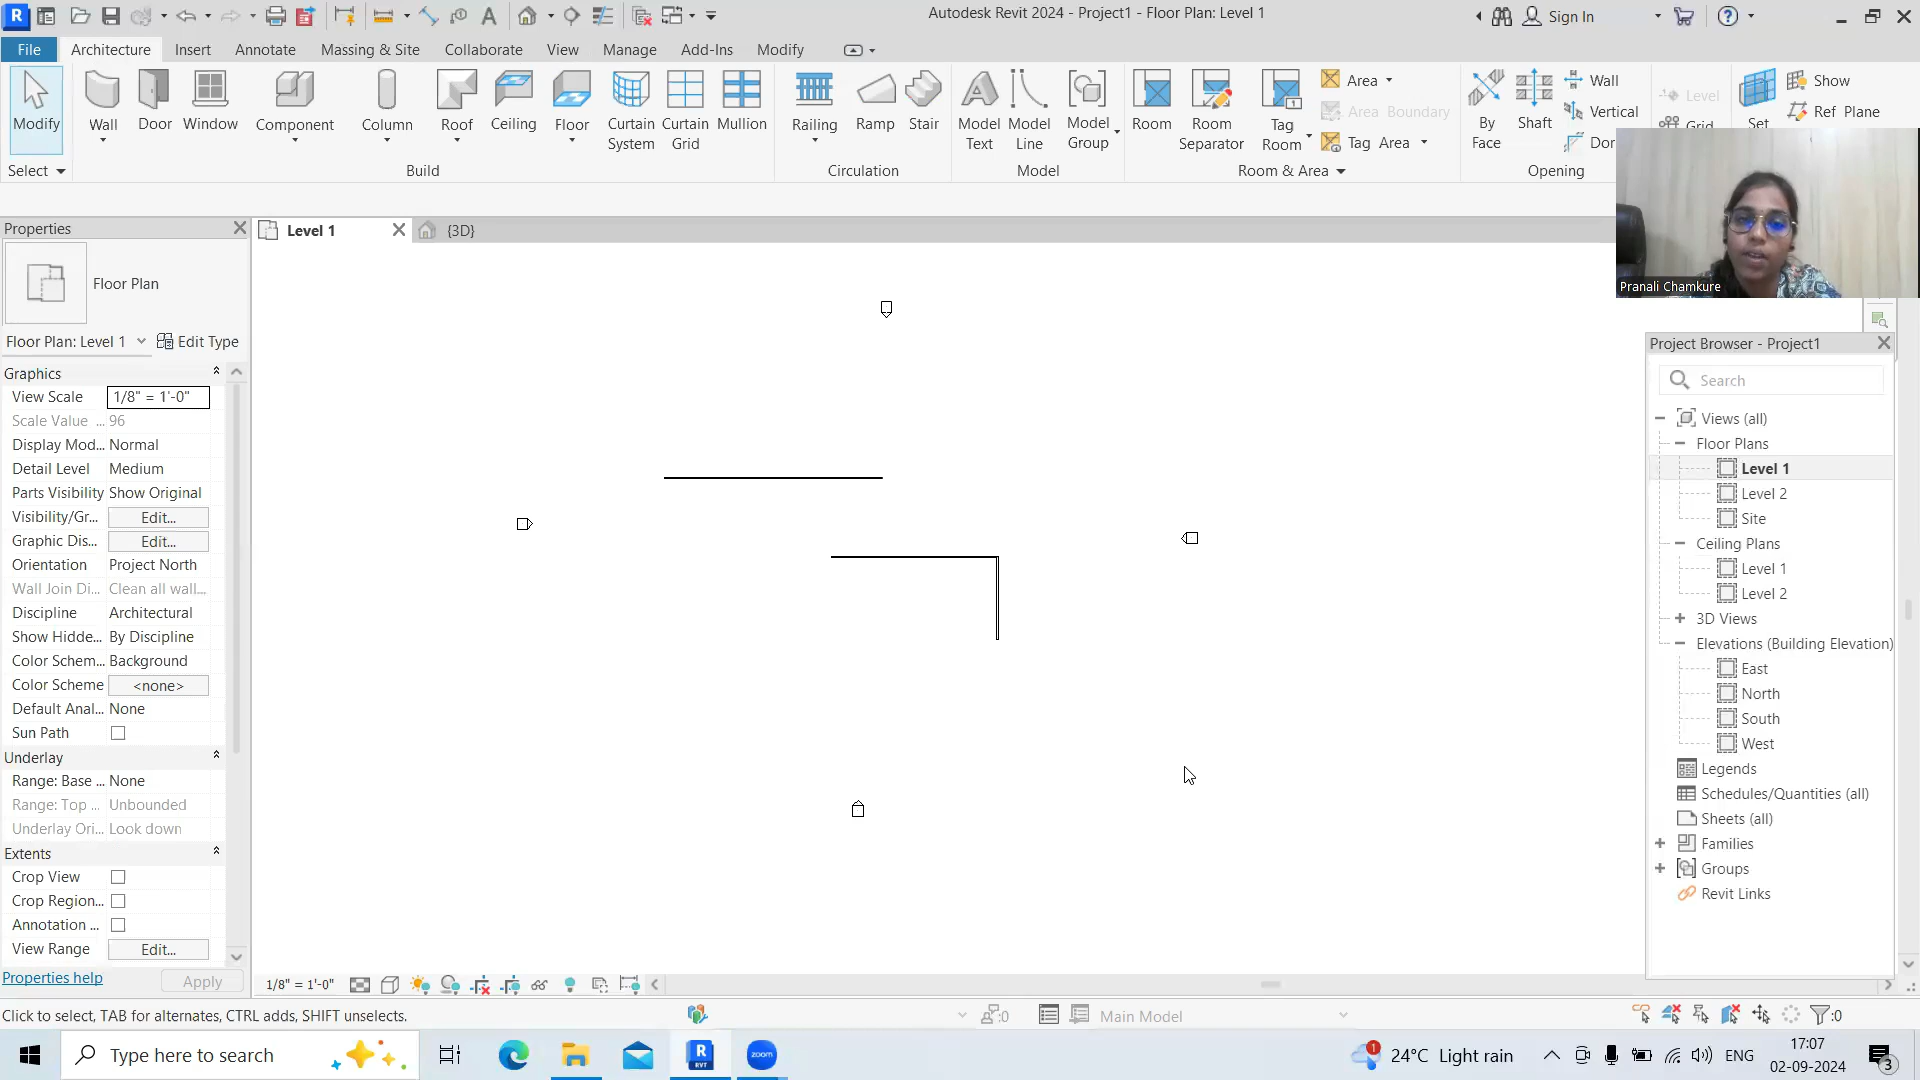 Autodesk Revit 2024 - Project1 - Floor Plan: Level 1
Sign In
File
Architecture
Insert
Annotate
Massing & Site
Collaborate
View
Manage
Add-Ins
Modify
Modify
Wall
Door
Window
Component
Column
Roof
Ceiling
Floor
Curtain System
Curtain Grid
Mullion
Railing
Ramp
Stair
Model Text
Model Line
Model Group
Room
Room Separator
Tag Room
Area
Area Boundary
Tag Area
By Face
Shaft
Wall
Vertical
Dor
Level
Grid
Set
Show
Ref Plane
Select
Build
Circulation
Model
Room & Area
Opening
Pranali Chamkure
Properties
Floor Plan
Floor Plan: Level 1
Edit Type
Graphics
View Scale 1/8" = 1'-0"
Scale Value ... 96
Display Mod... Normal
Detail Level Medium
Parts Visibility Show Original
Visibility/Gr... Edit...
Graphic Dis... Edit...
Orientation Project North
Wall Join Di... Clean all wall...
Discipline Architectural
Show Hidde... By Discipline
Color Schem... Background
Color Scheme <none>
Default Anal... None
Sun Path
Underlay
Range: Base ... None
Range: Top ... Unbounded
Underlay Ori... Look down
Extents
Crop View
Crop Region...
Annotation ...
View Range Edit...
Properties help
Apply
Level 1
{3D}
Project Browser - Project1
Search
Views (all)
Floor Plans
Level 1
Level 2
Site
Ceiling Plans
Level 1
Level 2
3D Views
Elevations (Building Elevation)
East
North
South
West
Legends
Schedules/Quantities (all)
Sheets (all)
Families
Groups
Revit Links
1/8" = 1'-0"
Click to select, TAB for alternates, CTRL adds, SHIFT unselects.
:0
Main Model
:0
Type here to search
R
RVT
zoom
1
24°C Light rain
ENG
17:07
02-09-2024
3